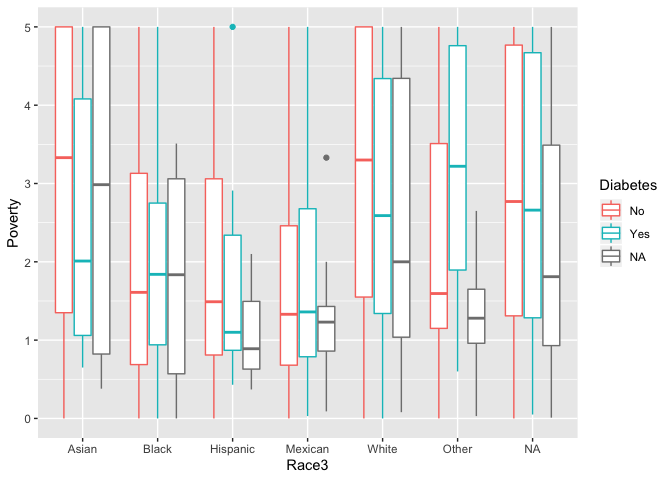 5
4
3
2
1
0
Poverty
Asian Black Hispanic Mexican White Other NA
Race3
Diabetes
No
Yes
NA